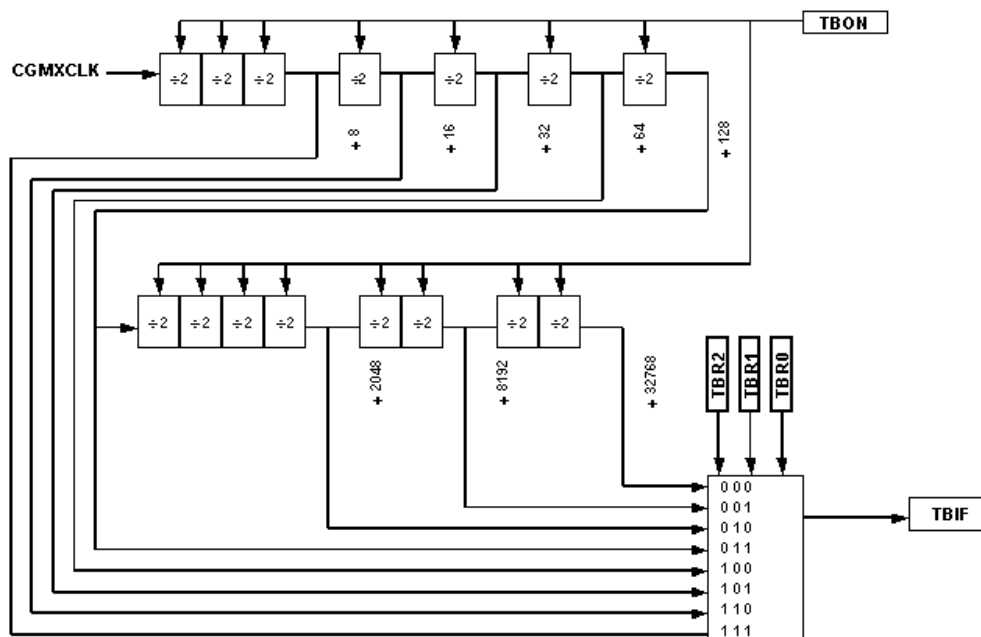 TBON
CGMXCLK
÷2 ÷2 ÷2 ÷2 ÷2 ÷2 ÷2
+ 8
+ 16
+ 32
+ 64
+ 128
÷2 ÷2 ÷2 ÷2 ÷2 ÷2 ÷2 ÷2
+ 2048
+ 8192
+ 32768
TBR2 TBR1 TBR0
0 0 0
0 0 1
0 1 0
0 1 1
1 0 0
1 0 1
1 1 0
1 1 1
TBIF